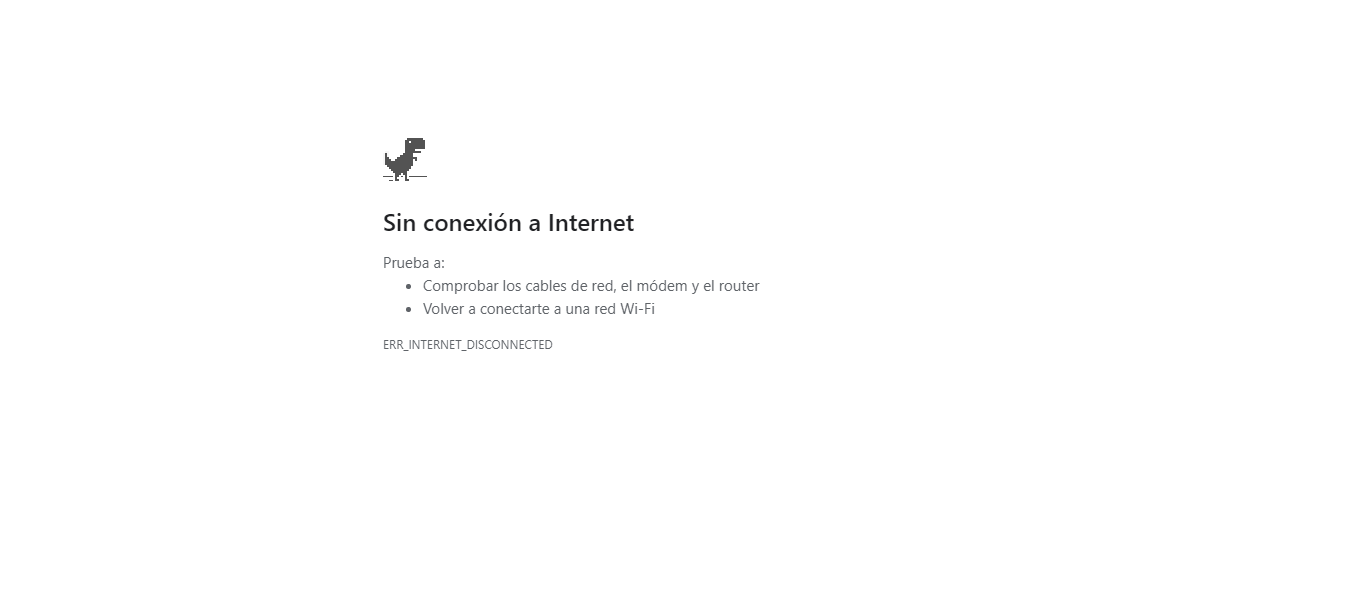 Sin conexión a Internet
Prueba a:
Comprobar los cables de red, el módem y el router
Volver a conectarte a una red Wi-Fi
ERR_INTERNET_DISCONNECTED